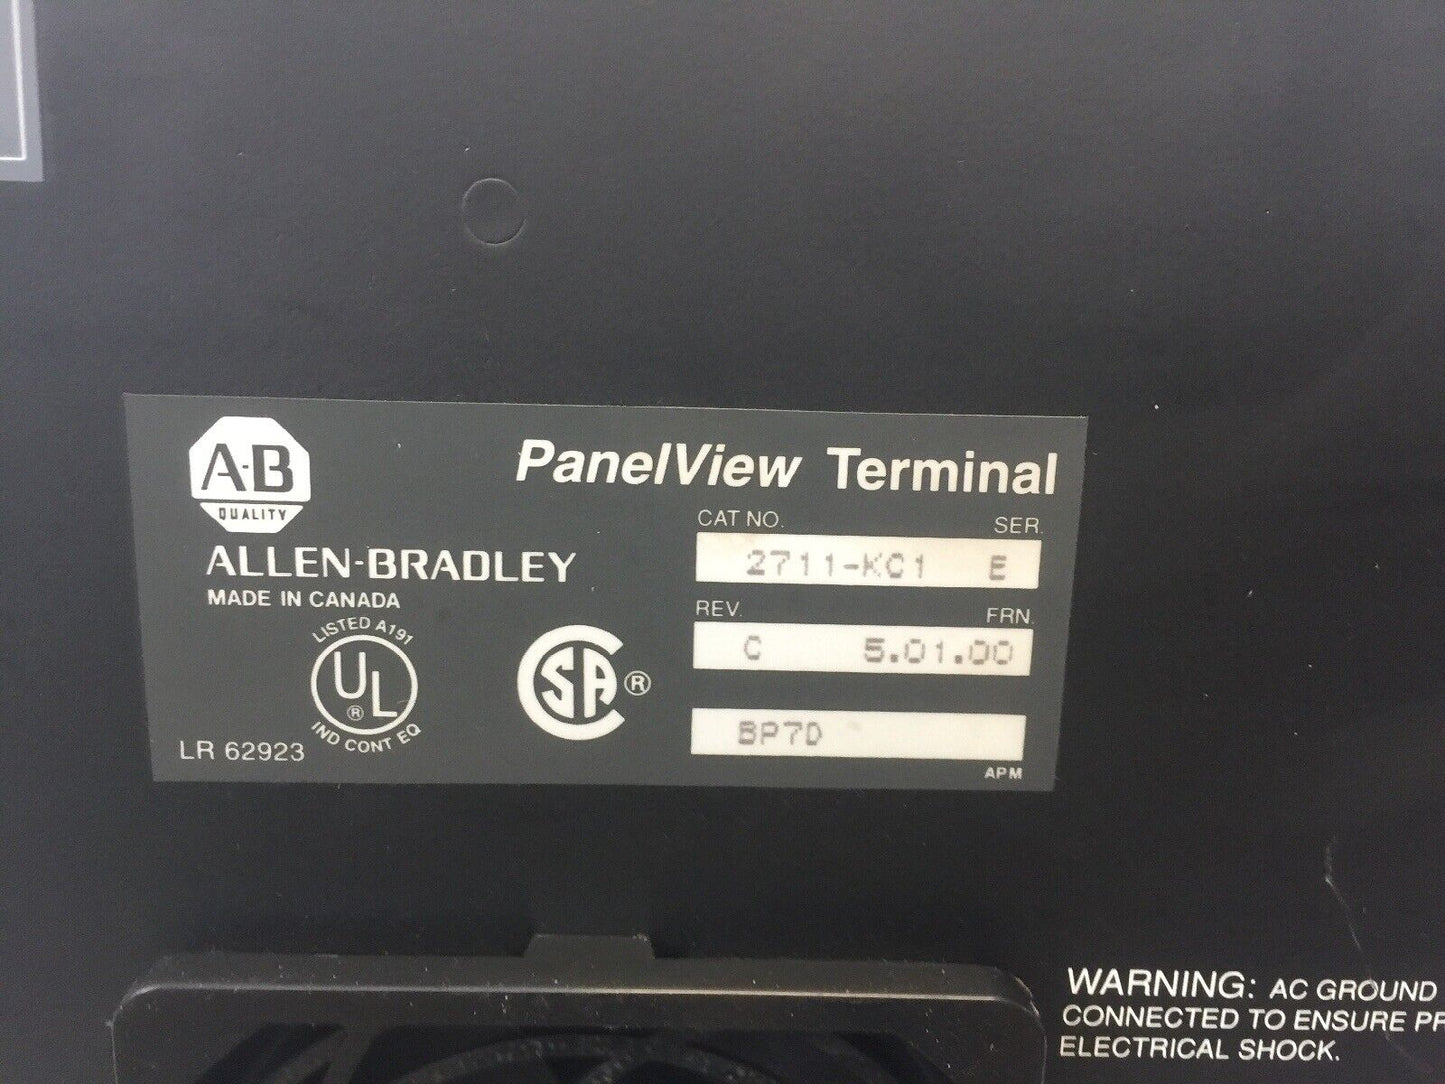 A-B
QUALITY
ALLEN-BRADLEY
MADE IN CANADA
LISTED A191
UL
®
IND CONT EQ
LR 62923
CSA ®
PanelView Terminal
CAT NO. SER.
2711-KC1 E
REV. FRN.
C 5.01.00
BP7D
APM
WARNING: AC GROUND
CONNECTED TO ENSURE
ELECTRICAL SHOCK.